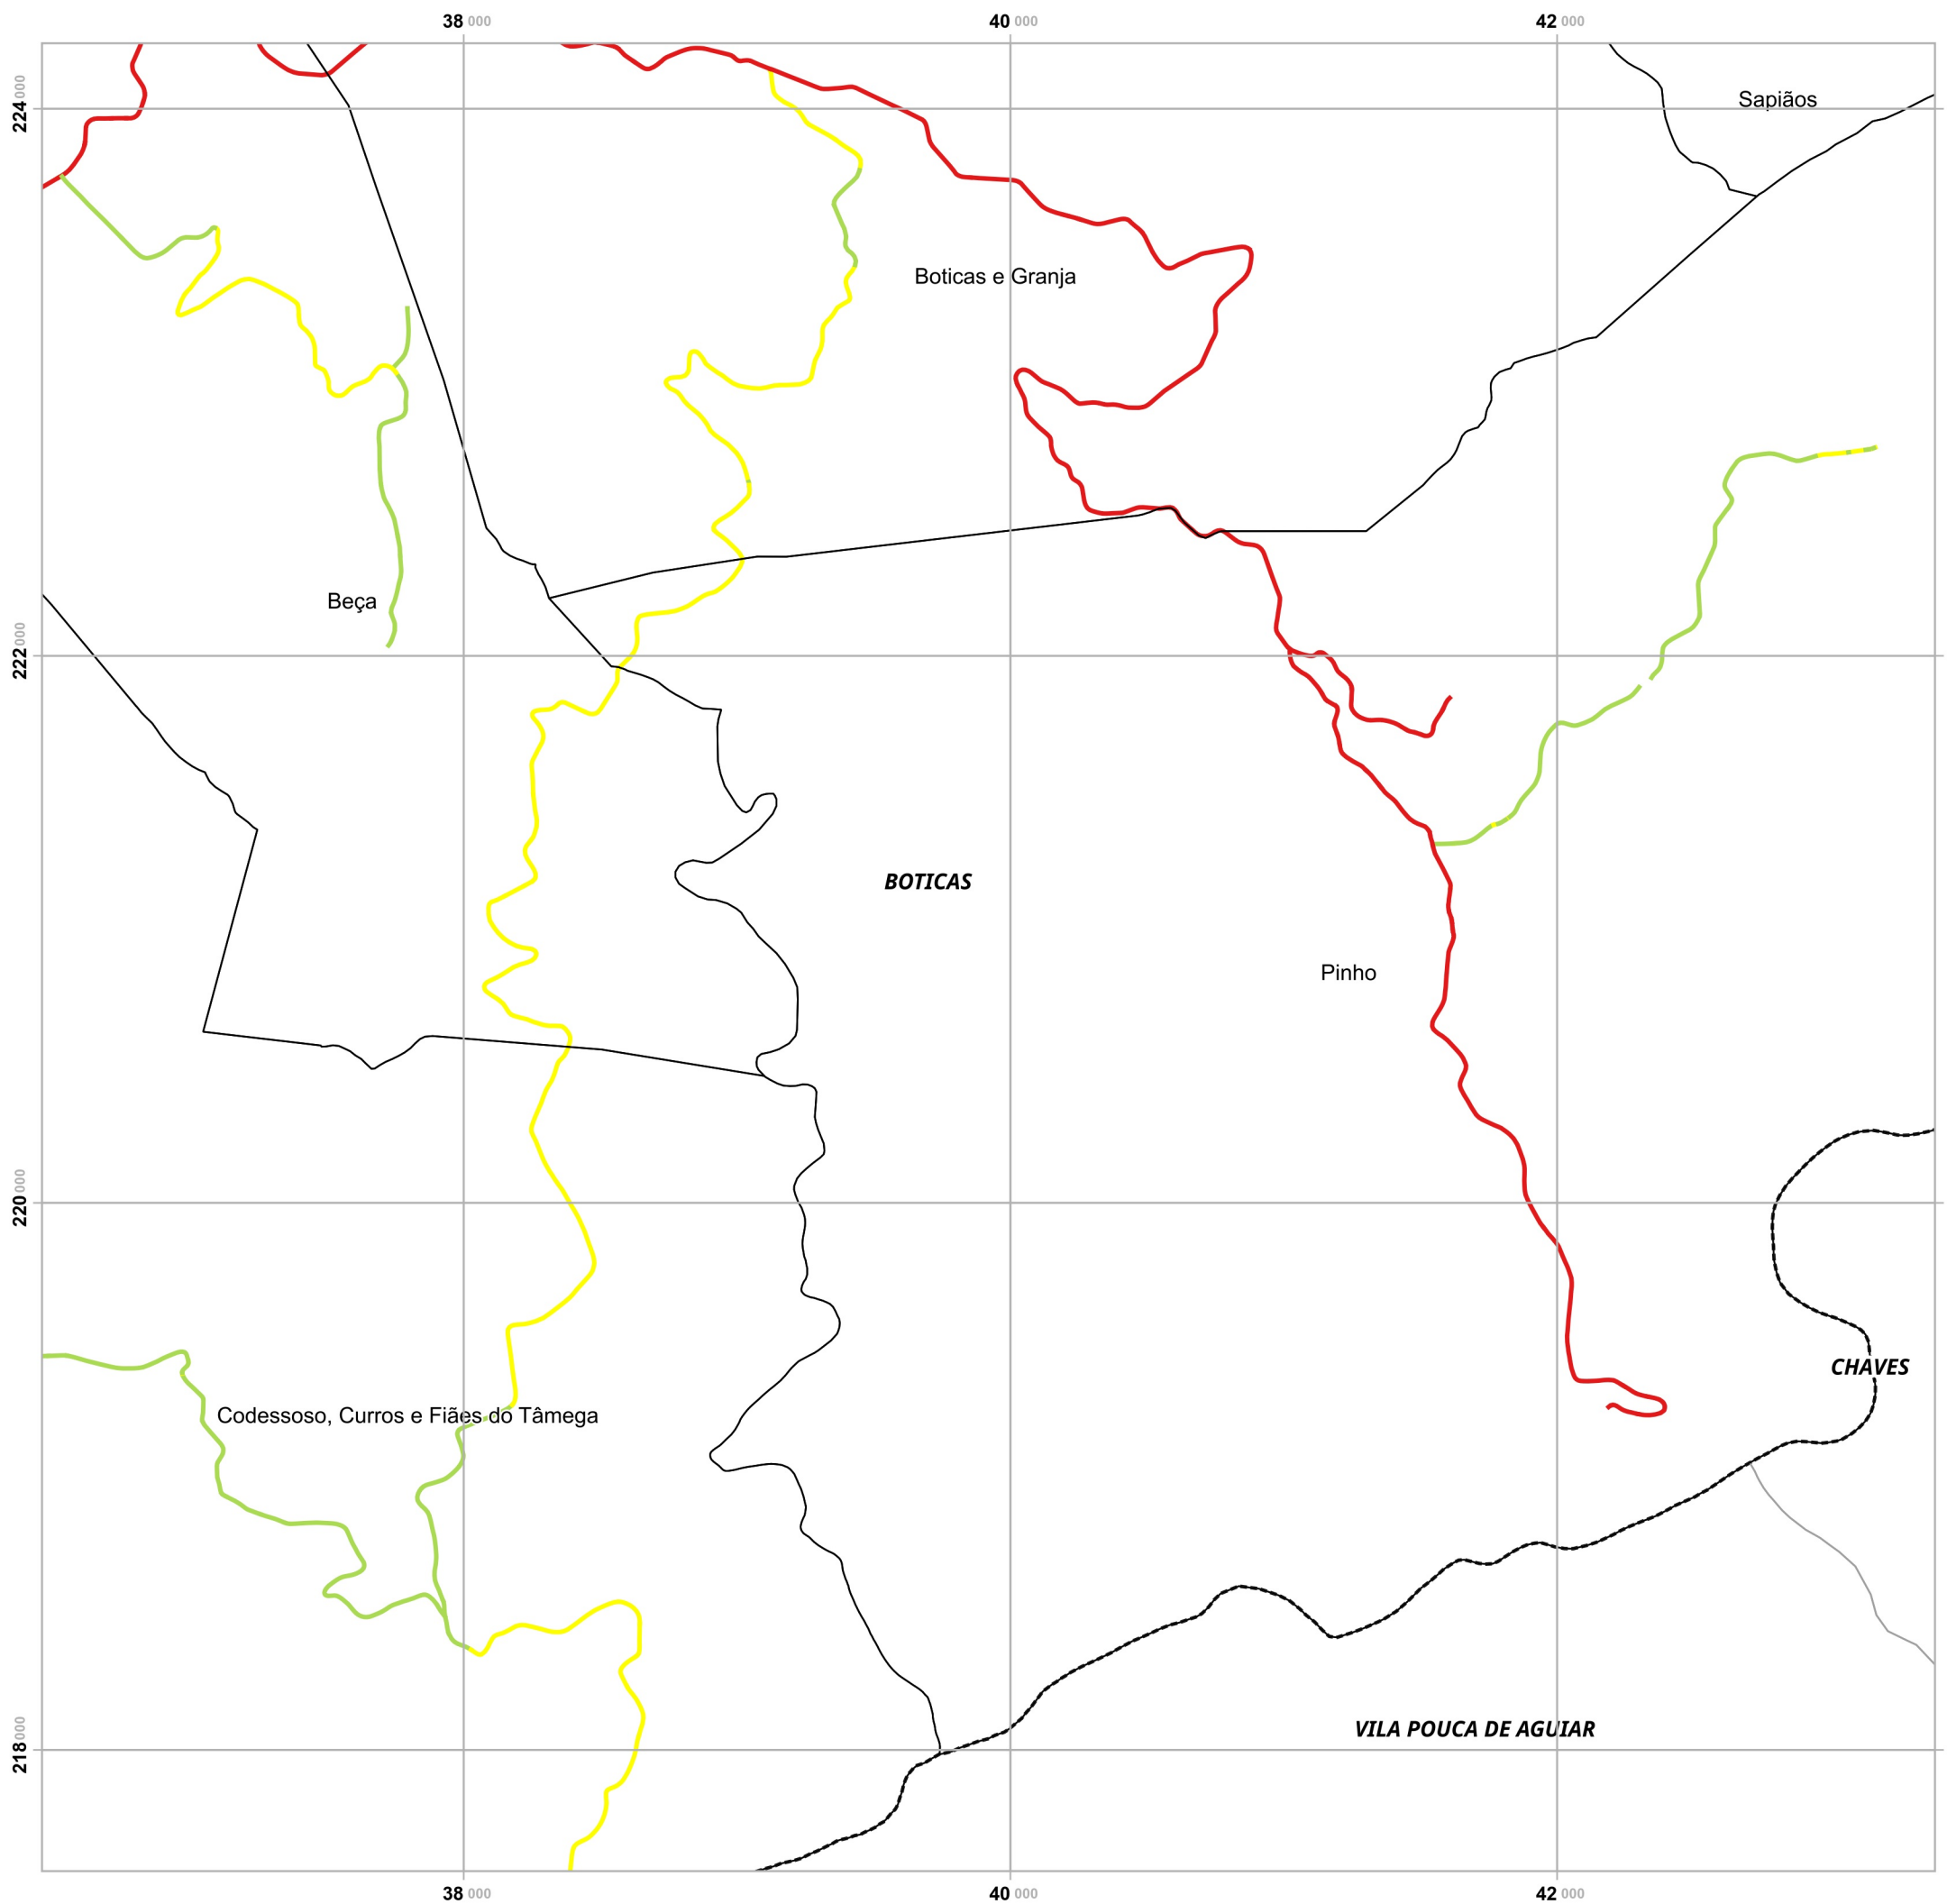 38 000 40 000 42 000
224 000
Sapiãos
Boticas e Granja
Beça
222 000
BOTICAS
Pinho
220 000
CHAVES
Codessoso, Curros e Fiães do Tâmega
VILA POUCA DE AGUIAR
218 000
38 000 40 000 42 000